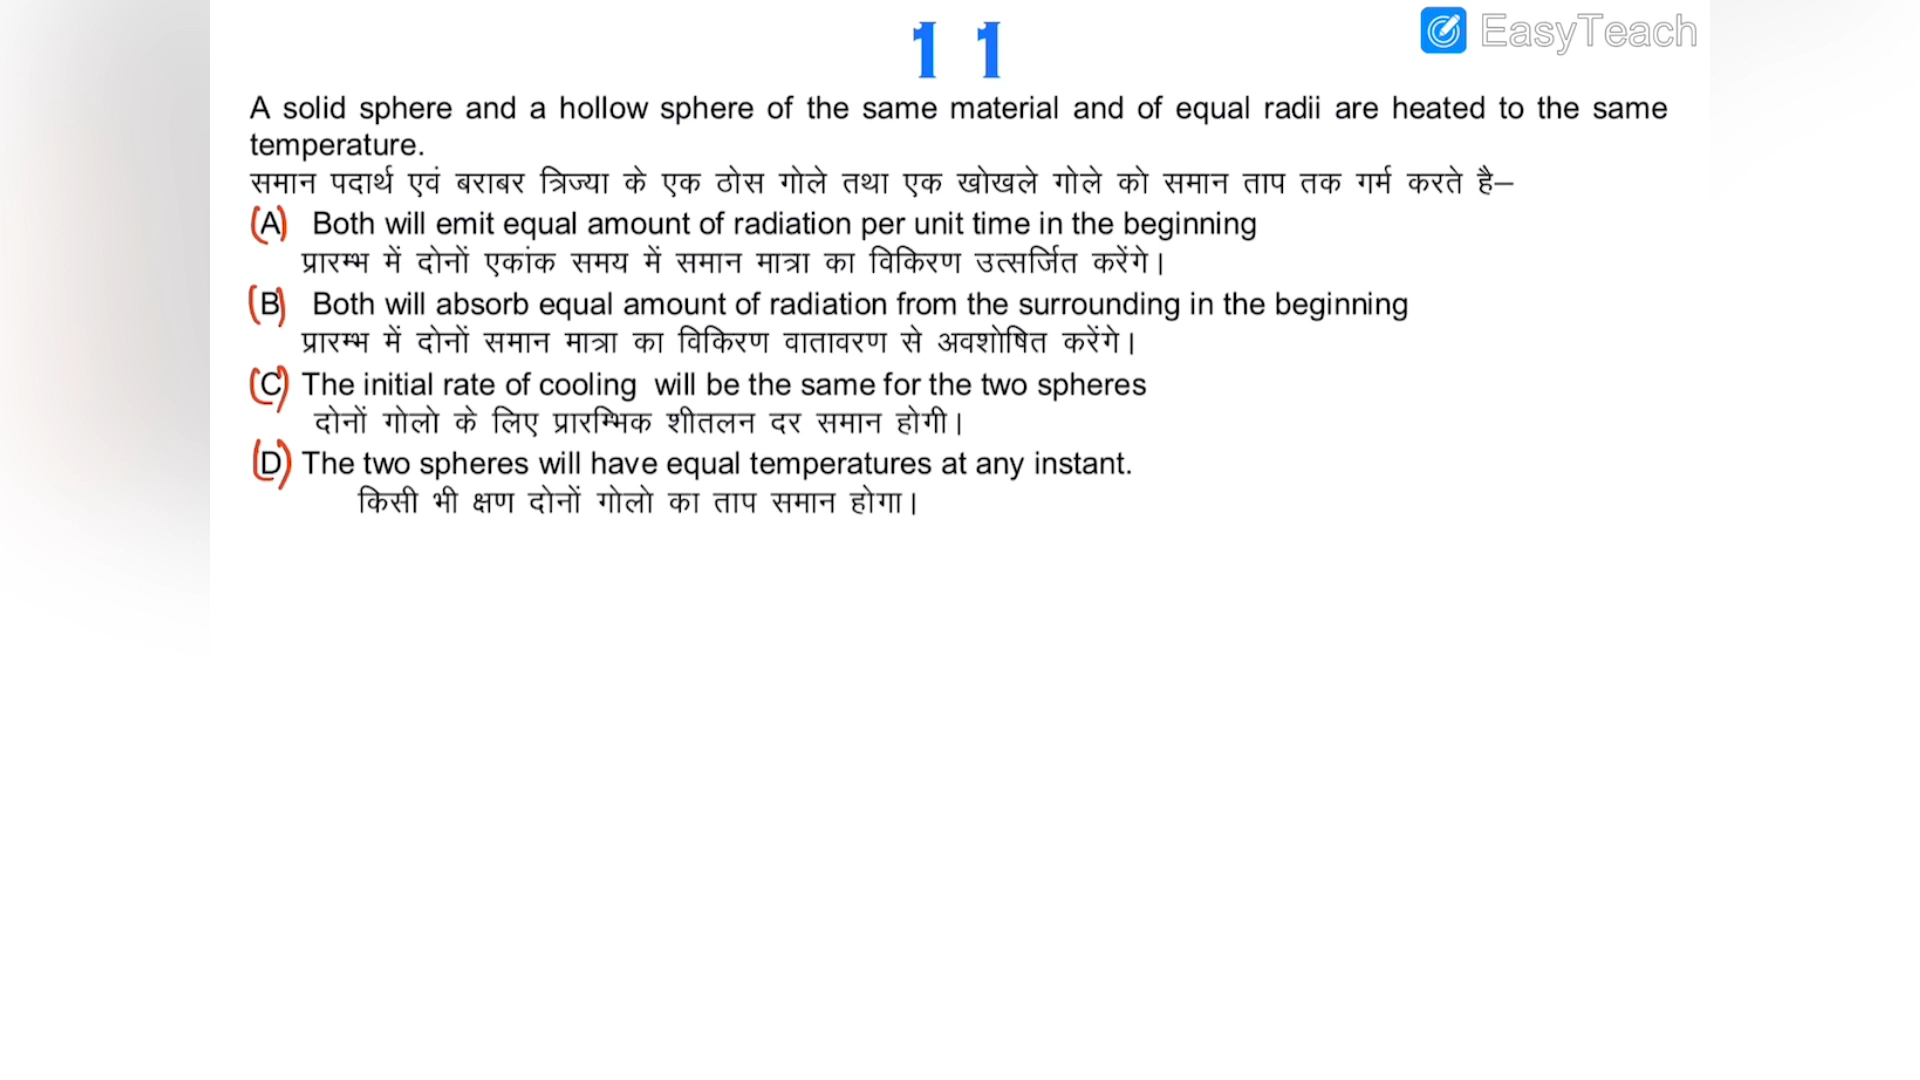 1 1
EasyTeach
A solid sphere and a hollow sphere of the same material and of equal radii are heated to the same
temperature.
समान पदार्थ एवं बराबर त्रिज्या के एक ठोस गोले तथा एक खोखले गोले को समान ताप तक गर्म करते है–
(A) Both will emit equal amount of radiation per unit time in the beginning
प्रारम्भ में दोनों एकांक समय में समान मात्रा का विकिरण उत्सर्जित करेंगे।
(B) Both will absorb equal amount of radiation from the surrounding in the beginning
प्रारम्भ में दोनों समान मात्रा का विकिरण वातावरण से अवशोषित करेंगे।
(C) The initial rate of cooling will be the same for the two spheres
दोनों गोलो के लिए प्रारम्भिक शीतलन दर समान होगी।
(D) The two spheres will have equal temperatures at any instant.
किसी भी क्षण दोनों गोलो का ताप समान होगा।